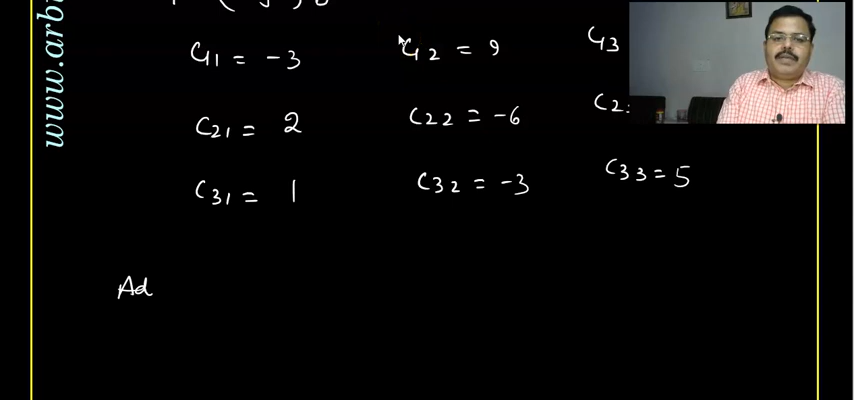 www.arb
C11 = -3 C12 = 9 C13
C21 = 2 C22 = -6 C2
C31 = 1 C32 = -3 C33 = 5
Ad